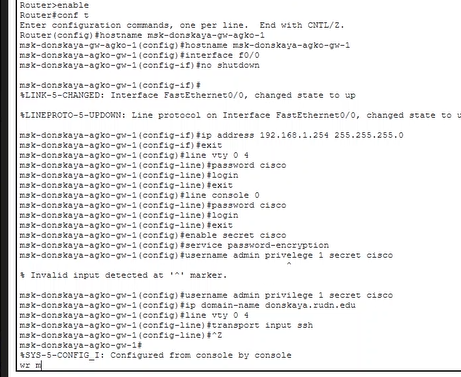 Router>enable
Router#conf t
Enter configuration commands, one per line.  End with CNTL/Z.
Router(config)#hostname msk-donskaya-gw-agko-1
msk-donskaya-gw-agko-1(config)#hostname msk-donskaya-agko-gw-1
msk-donskaya-agko-gw-1(config)#interface f0/0
msk-donskaya-agko-gw-1(config-if)#no shutdown

msk-donskaya-agko-gw-1(config-if)#
%LINK-5-CHANGED: Interface FastEthernet0/0, changed state to up

%LINEPROTO-5-UPDOWN: Line protocol on Interface FastEthernet0/0, changed state to u

msk-donskaya-agko-gw-1(config-if)#ip address 192.168.1.254 255.255.255.0
msk-donskaya-agko-gw-1(config-if)#exit
msk-donskaya-agko-gw-1(config)#line vty 0 4
msk-donskaya-agko-gw-1(config-line)#password cisco
msk-donskaya-agko-gw-1(config-line)#login
msk-donskaya-agko-gw-1(config-line)#exit
msk-donskaya-agko-gw-1(config)#line console 0
msk-donskaya-agko-gw-1(config-line)#password cisco
msk-donskaya-agko-gw-1(config-line)#login
msk-donskaya-agko-gw-1(config-line)#exit
msk-donskaya-agko-gw-1(config)#enable secret cisco
msk-donskaya-agko-gw-1(config)#service password-encryption
msk-donskaya-agko-gw-1(config)#username admin privelege 1 secret cisco
^
% Invalid input detected at '^' marker.

msk-donskaya-agko-gw-1(config)#username admin privilege 1 secret cisco
msk-donskaya-agko-gw-1(config)#ip domain-name donskaya.rudn.edu
msk-donskaya-agko-gw-1(config)#line vty 0 4
msk-donskaya-agko-gw-1(config-line)#transport input ssh
msk-donskaya-agko-gw-1(config-line)#^Z
msk-donskaya-agko-gw-1#
%SYS-5-CONFIG_I: Configured from console by console
wr m